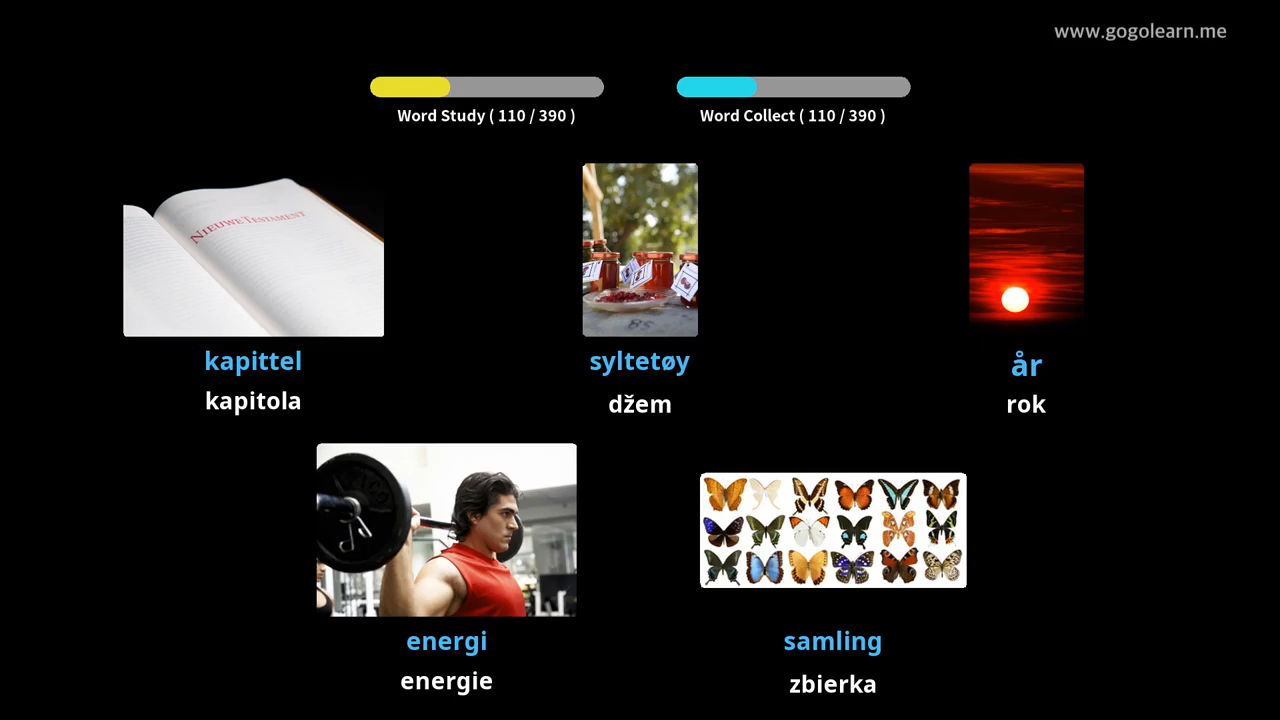 www.gogolearn.me
Word Study ( 110 / 390 )
Word Collect ( 110 / 390 )
NIEUWE TESTAMENT
kapittel
syltetøy
år
kapitola
džem
rok
energi
samling
energie
zbierka